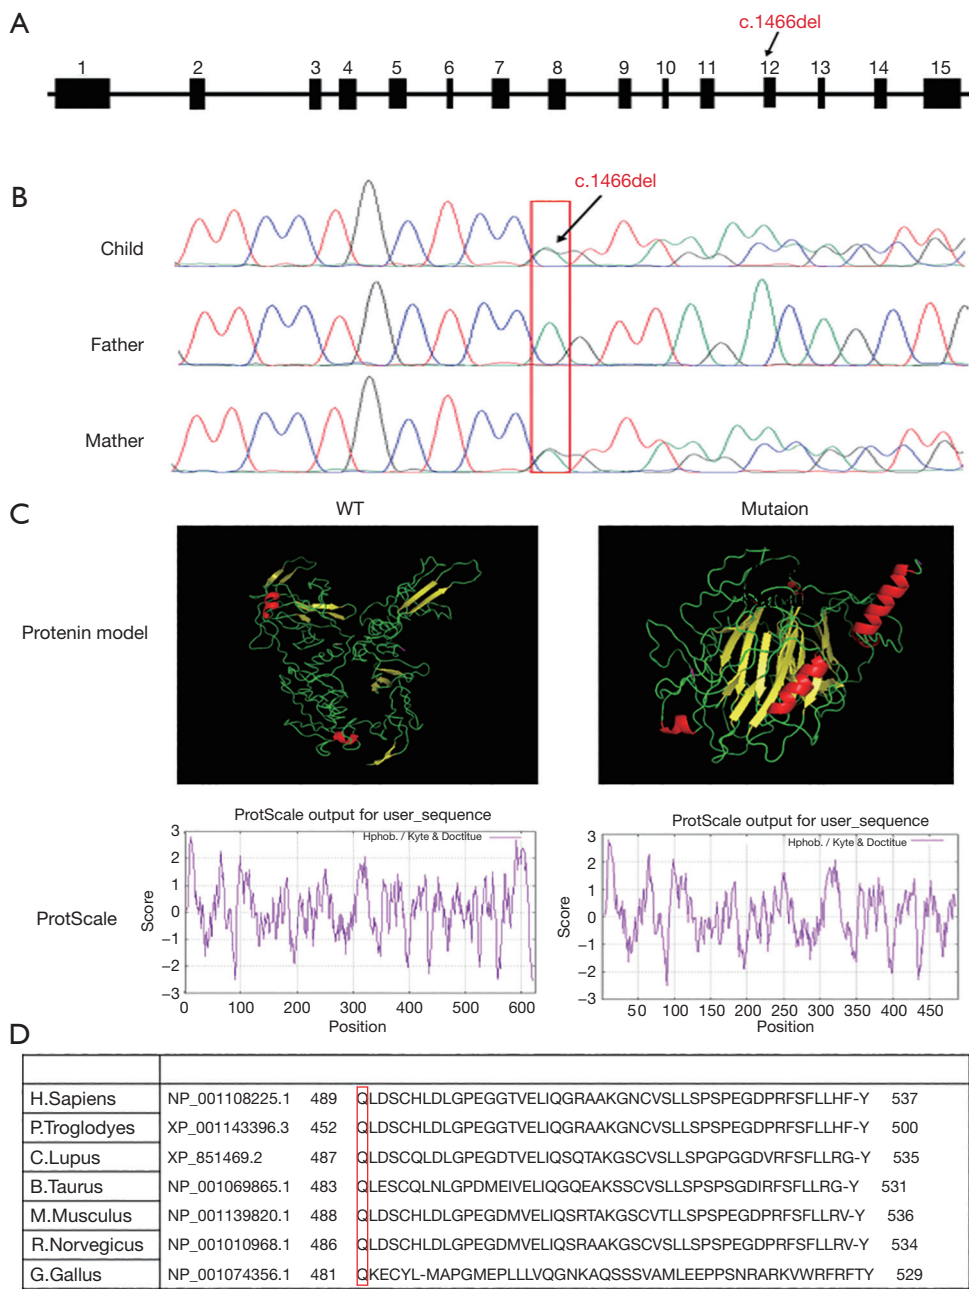 A
c.1466del
1 2 3 4 5 6 7 8 9 10 11 12 13 14 15
B
c.1466del
Child
Father
Mather
C
WT Mutaion
Protenin model
ProtScale
ProtScale output for user_sequence
Hphob. / Kyte & Doctitue
Score
3
2
1
0
−1
−2
−3
0 100 200 300 400 500 600
Position
ProtScale output for user_sequence
Hphob. / Kyte & Doctitue
Score
3
2
1
0
−1
−2
−3
50 100 150 200 250 300 350 400 450
Position
D
H.Sapiens NP_001108225.1 489 QLDSCHLDLGPEGGTVELIQGRAAKGNCVSLLSPSPEGDPRFSFLLHF-Y 537
P.Troglodyes XP_001143396.3 452 QLDSCHLDLGPEGGTVELIQGRAAKGNCVSLLSPSPEGDPRFSFLLHF-Y 500
C.Lupus XP_851469.2 487 QLDSCQLDLGPEGDTVELIQSQTAKGSCVSLLSPGPGGDVRFSFLLRG-Y 535
B.Taurus NP_001069865.1 483 QLESCQLNLGPDMEIVELIQGQEAKSSCVSLLSPSPSGDIRFSFLLRG-Y 531
M.Musculus NP_001139820.1 488 QLDSCHLDLGPEGDMVELIQSRTAKGSCVTLLSPSPEGDPRFSFLLRV-Y 536
R.Norvegicus NP_001010968.1 486 QLDSCHLDLGPEGDMVELIQSRAAKGSCVSLLSPSPEGDPRFSFLLRV-Y 534
G.Gallus NP_001074356.1 481 QKECYL-MAPGMEPLLLVQGNKAQSSSVAMLEEPPSNRARKVWRFRFTY 529